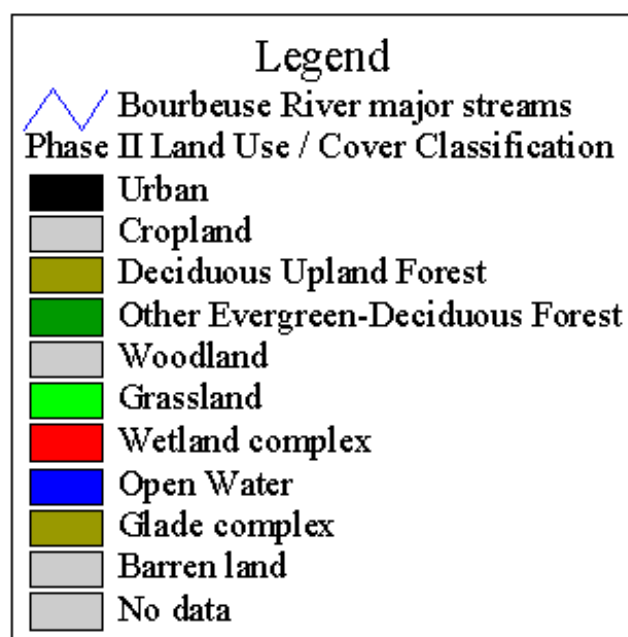 Legend
Bourbeuse River major streams
Phase II Land Use / Cover Classification
Urban
Cropland
Deciduous Upland Forest
Other Evergreen-Deciduous Forest
Woodland
Grassland
Wetland complex
Open Water
Glade complex
Barren land
No data